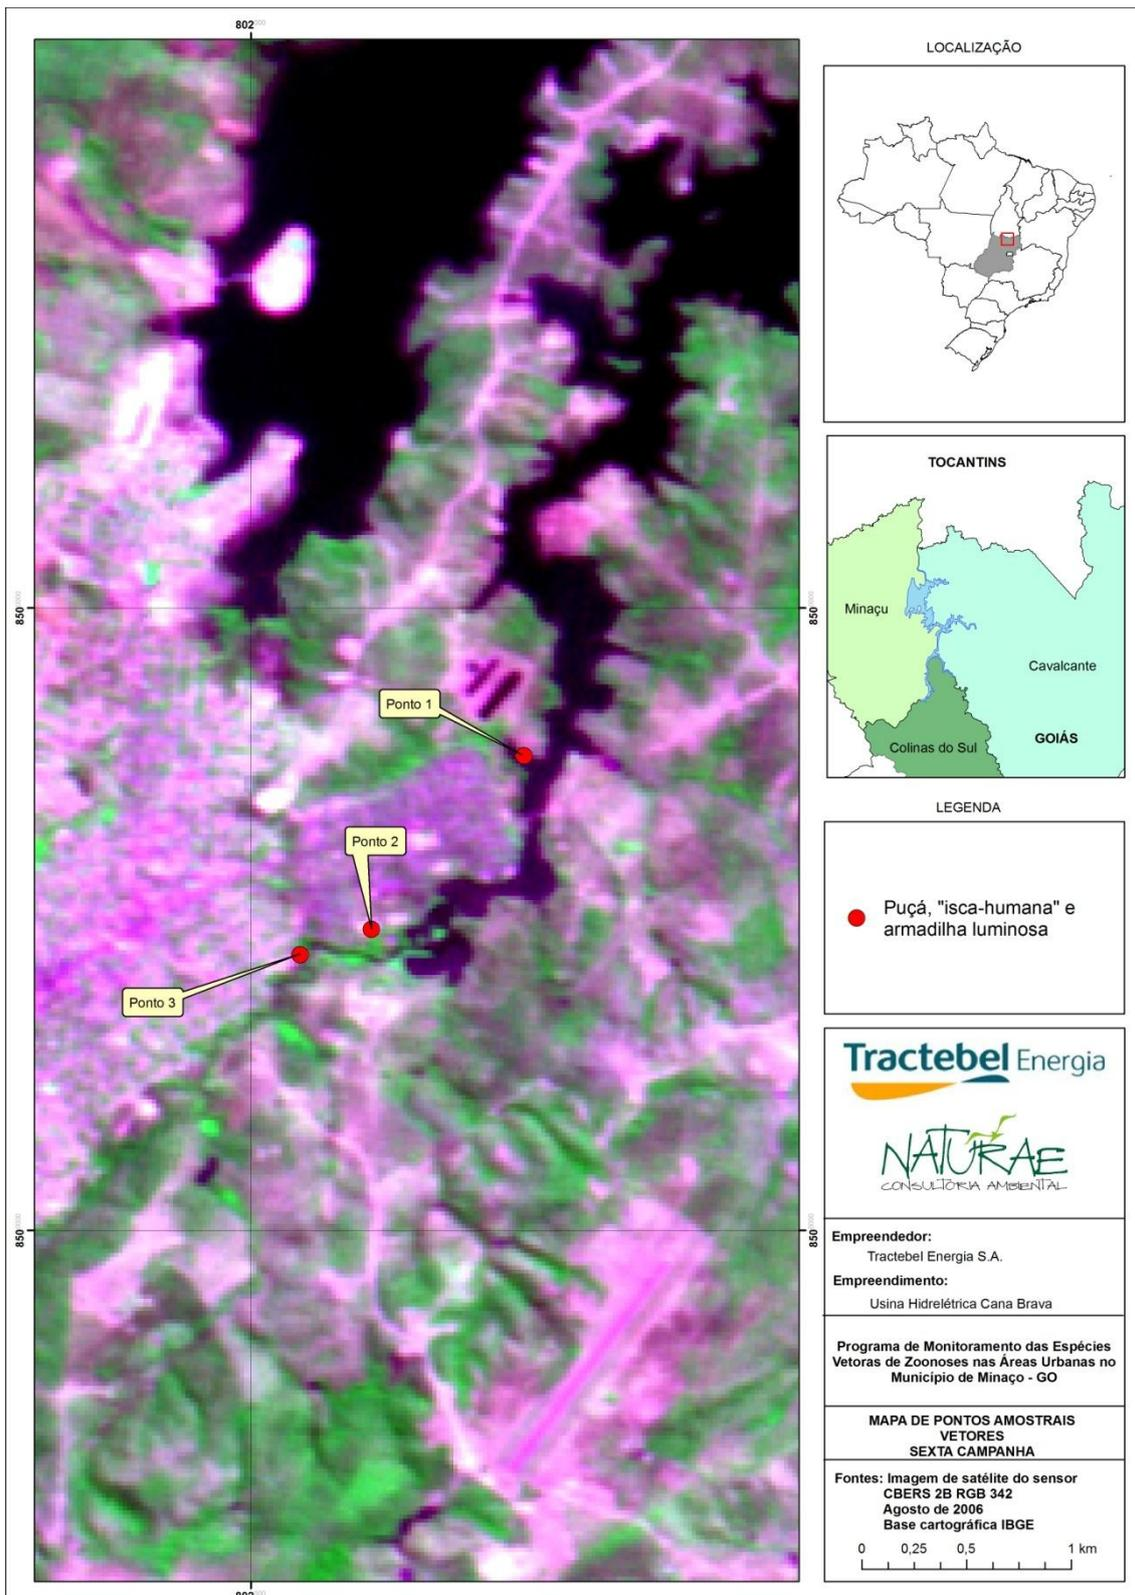 802
850
850
850
850
Ponto 1
Ponto 2
Ponto 3
LOCALIZAÇÃO
TOCANTINS
Minaçu
Cavalcante
Colinas do Sul
GOIÁS
LEGENDA
Puçá, "isca-humana" e
armadilha luminosa
Tractebel Energia
NATURAE
CONSULTORIA AMBIENTAL
Empreendedor:
Tractebel Energia S.A.
Empreendimento:
Usina Hidrelétrica Cana Brava
Programa de Monitoramento das Espécies
Vetoras de Zoonoses nas Áreas Urbanas no
Município de Minaço - GO
MAPA DE PONTOS AMOSTRAIS
VETORES
SEXTA CAMPANHA
Fontes: Imagem de satélite do sensor
CBERS 2B RGB 342
Agosto de 2006
Base cartográfica IBGE
0 0,25 0,5 1 km